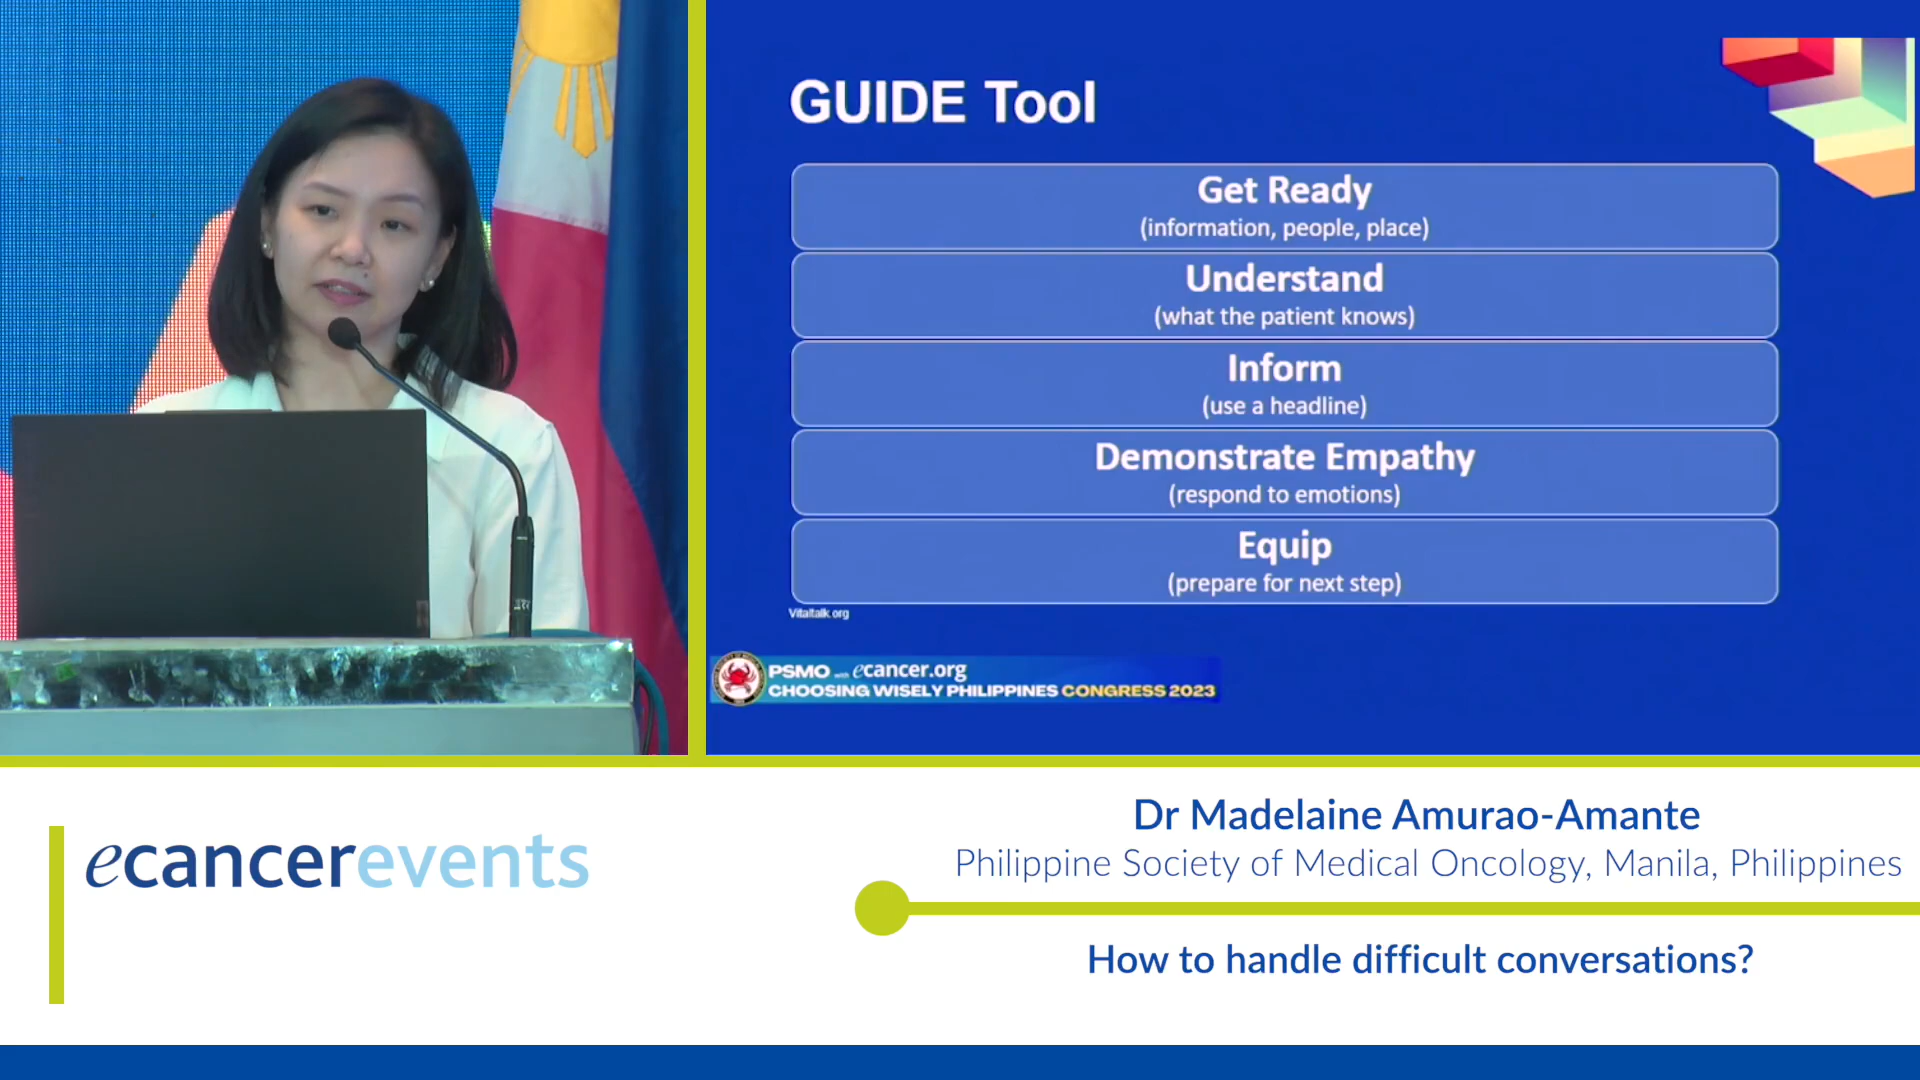 GUIDE Tool
Get Ready
(information, people, place)
Understand
(what the patient knows)
Inform
(use a headline)
Demonstrate Empathy
(respond to emotions)
Equip
(prepare for next step)
Vitaltalk.org
PSMO with ecancer.org
CHOOSING WISELY PHILIPPINES CONGRESS 2023
ecancerevents
Dr Madelaine Amurao-Amante
Philippine Society of Medical Oncology, Manila, Philippines
How to handle difficult conversations?